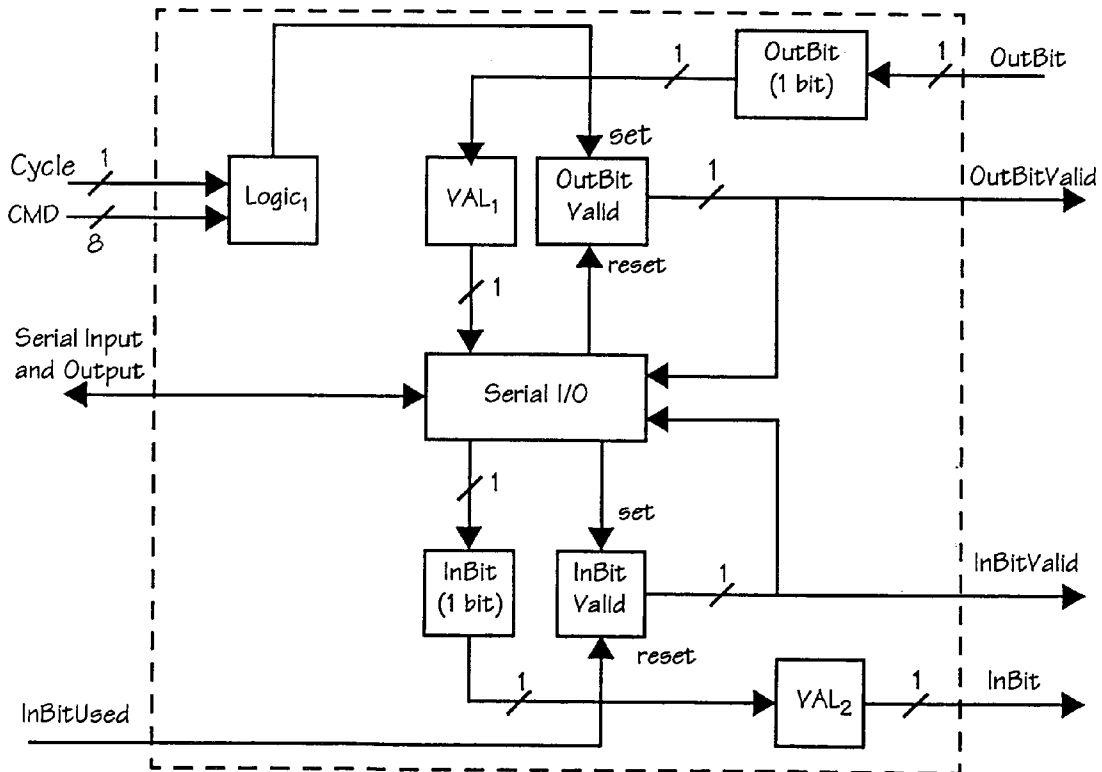 1
OutBit
(1 bit)
1
OutBit
set
Cycle
1
CMD
8
Logic1
VAL1
OutBit
Valid
1
OutBitValid
reset
1
Serial Input
and Output
Serial I/O
1
set
InBit
(1 bit)
InBit
Valid
1
InBitValid
reset
1
VAL2
1
InBit
InBitUsed